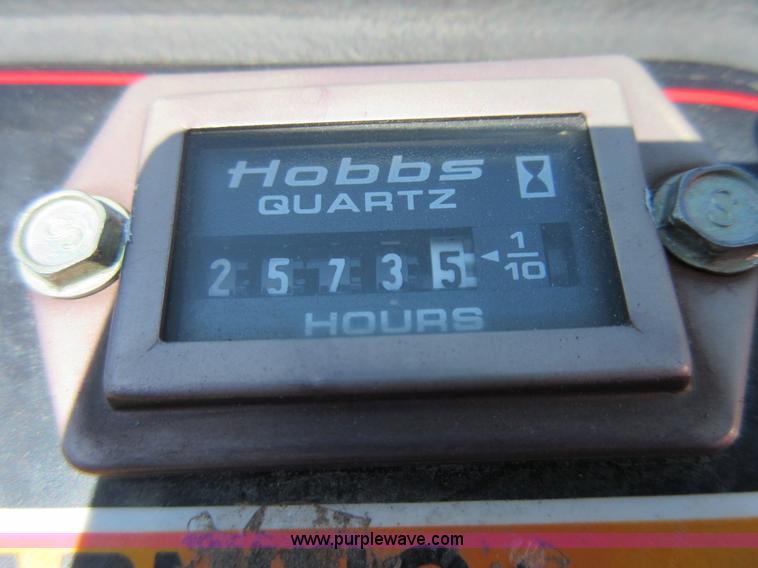 Hobbs
QUARTZ
2 5 7 3 5 1/10
HOURS
www.purplewave.com